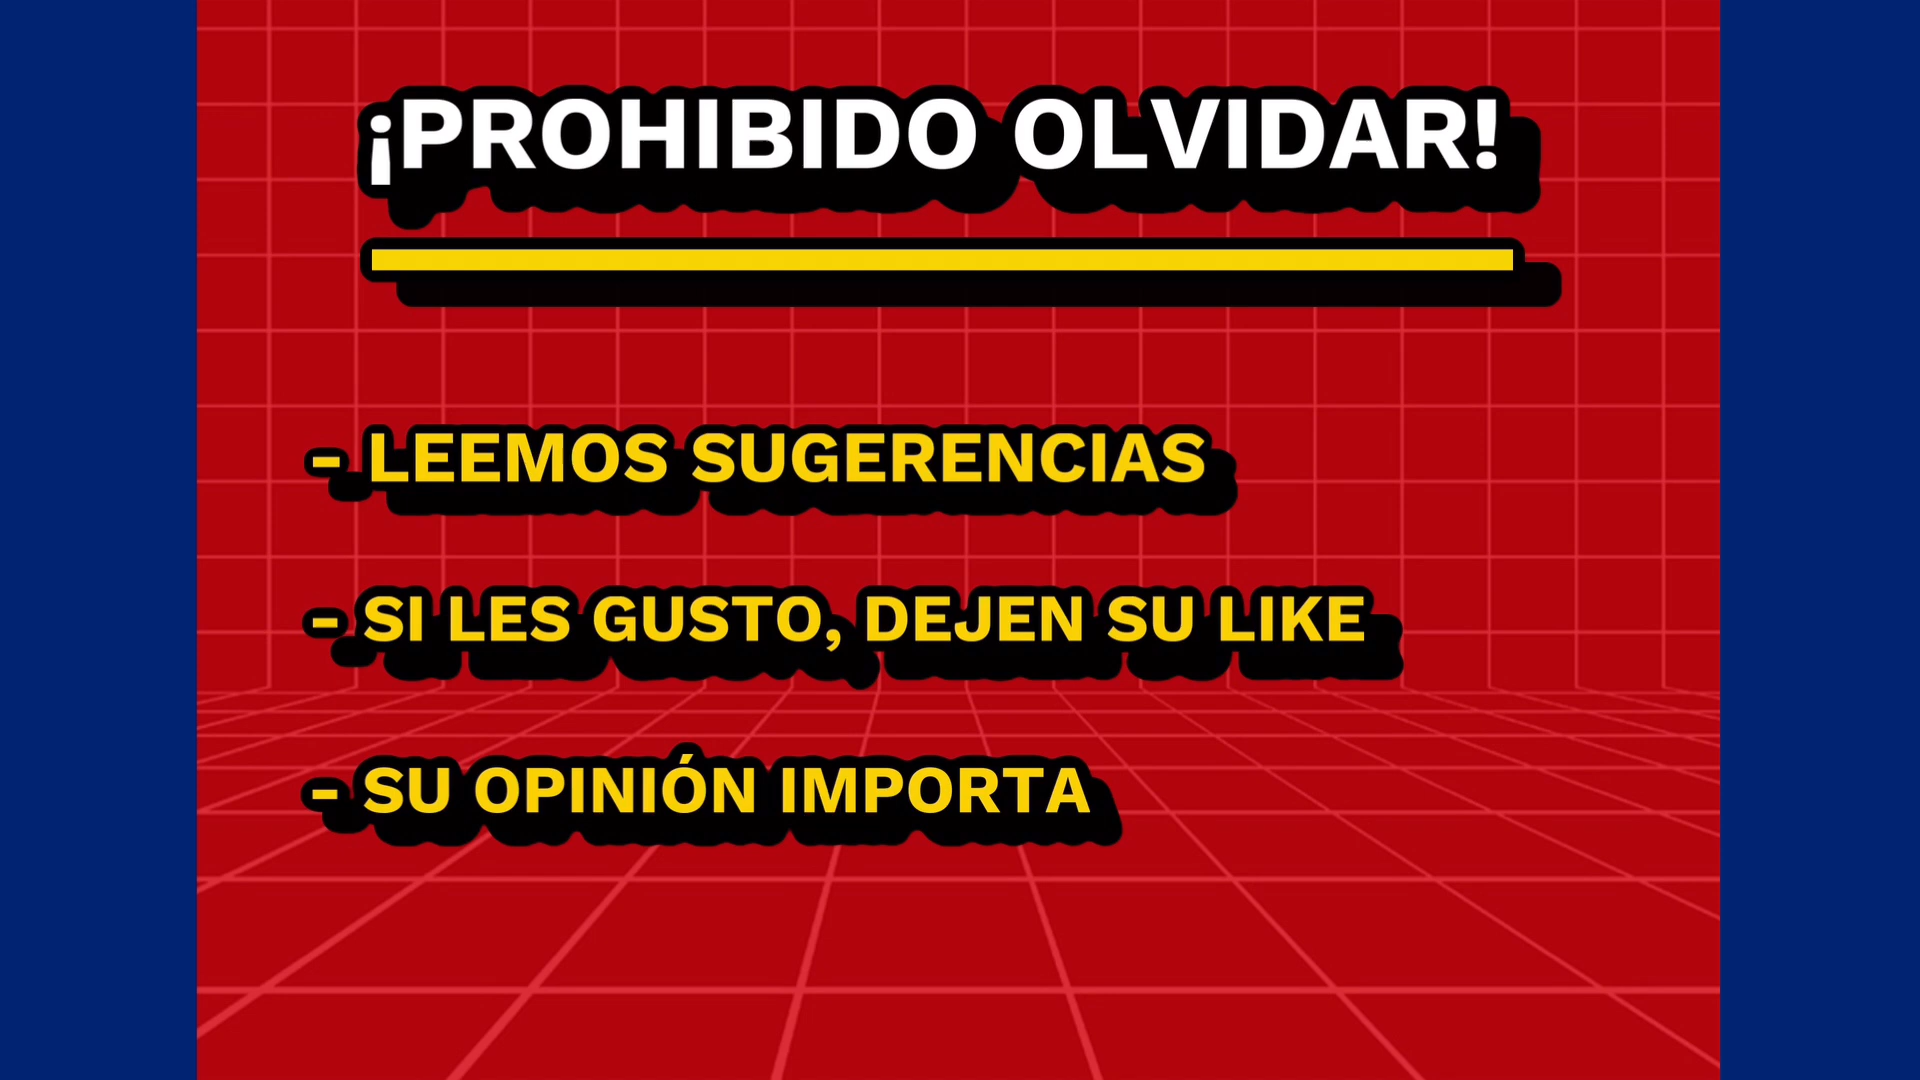 ¡PROHIBIDO OLVIDAR!
- LEEMOS SUGERENCIAS
- SI LES GUSTO, DEJEN SU LIKE
- SU OPINIÓN IMPORTA